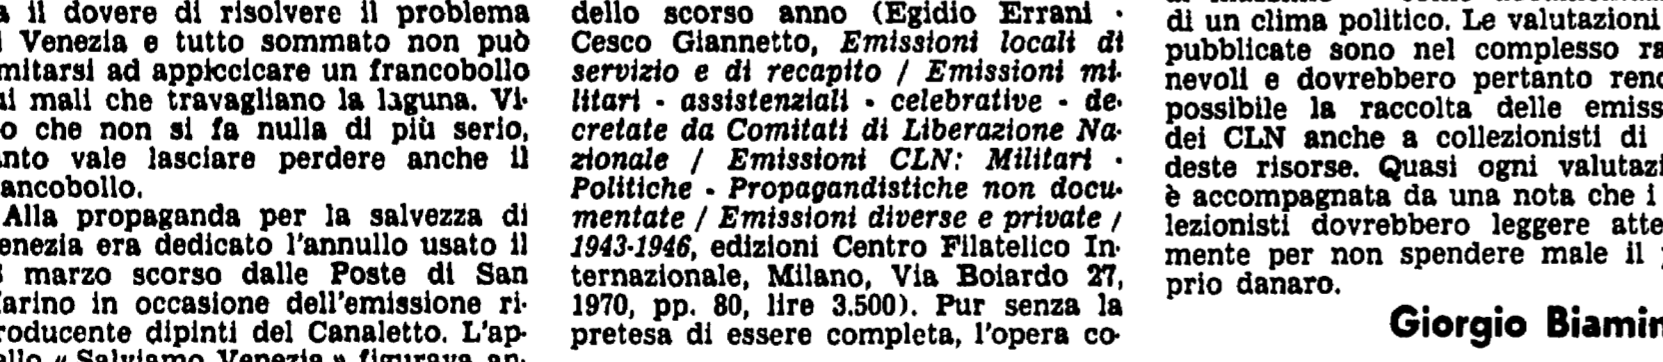 il dovere di risolvere il problema
Venezia e tutto sommato non può
mitarsi ad appiccicare un francobollo
mali che travagliano la laguna. Vi-
o che non si fa nulla di più serio,
anto vale lasciare perdere anche il
ancobollo.
Alla propaganda per la salvezza di
enezia era dedicato l'annullo usato il
marzo scorso dalle Poste di San
arino in occasione dell'emissione ri-
roducente dipinti del Canaletto. L'ap-
« Salviamo Venezia » figurava an-
dello scorso anno (Egidio Errani -
Cesco Giannetto, Emissioni locali di
servizio e di recapito / Emissioni mi-
litari - assistenziali - celebrative - de-
cretate da Comitati di Liberazione Na-
zionale / Emissioni CLN: Militari -
Politiche - Propagandistiche non docu-
mentate / Emissioni diverse e private /
1943-1946, edizioni Centro Filatelico In-
ternazionale, Milano, Via Boiardo 27,
1970, pp. 80, lire 3.500). Pur senza la
pretesa di essere completa, l'opera co-
di un clima politico. Le valutazioni
pubblicate sono nel complesso ra
nevoli e dovrebbero pertanto rend
possibile la raccolta delle emiss
dei CLN anche a collezionisti di
deste risorse. Quasi ogni valutazi
è accompagnata da una nota che i
lezionisti dovrebbero leggere atte
mente per non spendere male il
prio danaro.
Giorgio Biamin